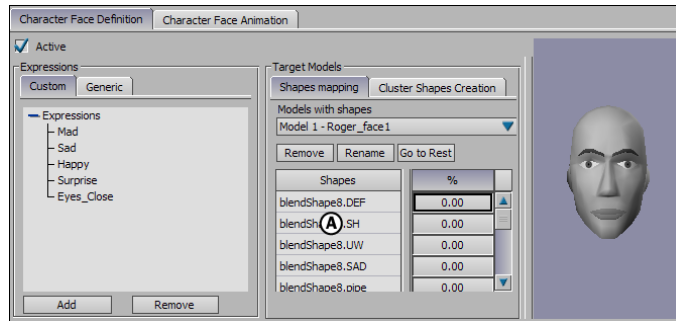 Character Face Definition
Character Face Animation
Active
Expressions
Custom
Generic
Expressions
Mad
Sad
Happy
Surprise
Eyes_Close
Add
Remove
Target Models
Shapes mapping
Cluster Shapes Creation
Models with shapes
Model 1 - Roger_face1
Remove
Rename
Go to Rest
Shapes
%
blendShape8.DEF
0.00
A
.SH
0.00
blendShape8.UW
0.00
blendShape8.SAD
0.00
blendShape8.pipe
0.00